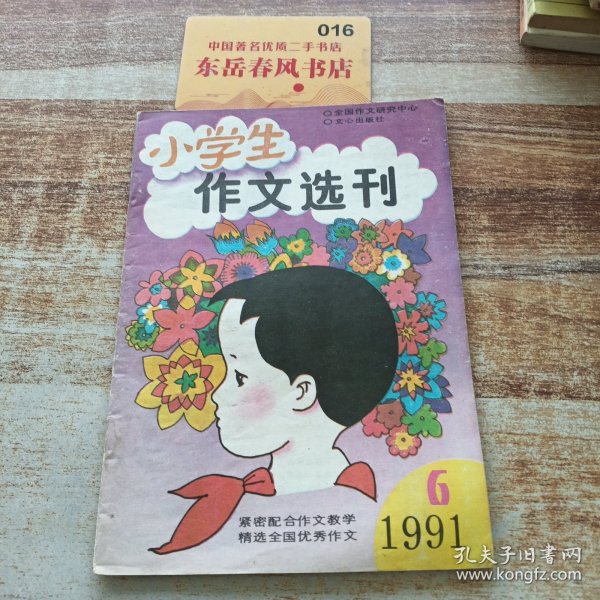 016
中国著名优质二手书店
东岳春风书店
○全国作文研究中心
○文心出版社
小学生
作文选刊
6
1991
紧密配合作文教学
精选全国优秀作文
孔夫子旧书网
www.kongfz.com